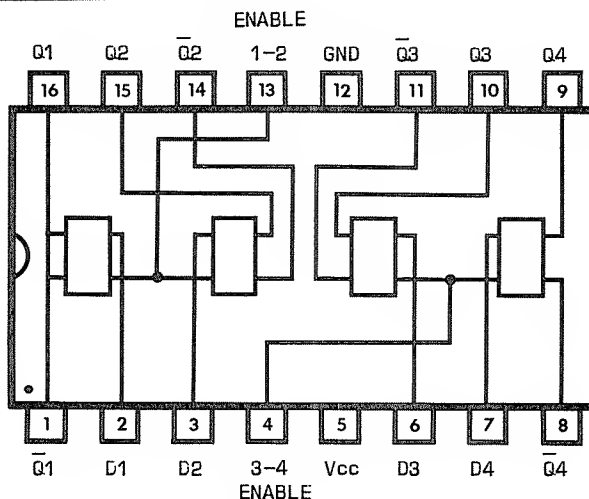 ENABLE
Q1 Q2 Q̅2 1-2 GND Q̅3 Q3 Q4
16 15 14 13 12 11 10 9
1 2 3 4 5 6 7 8
Q̅1 D1 D2 3-4 Vcc D3 D4 Q̅4
ENABLE